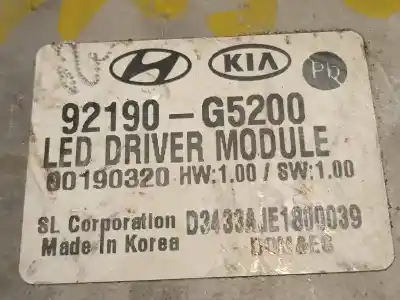 KIA Pb
92190-G5200
LED DRIVER MODULE
00190320 HW:1.00 / SW:1.00
SL Corporation D3433AJE1800039
Made In Korea